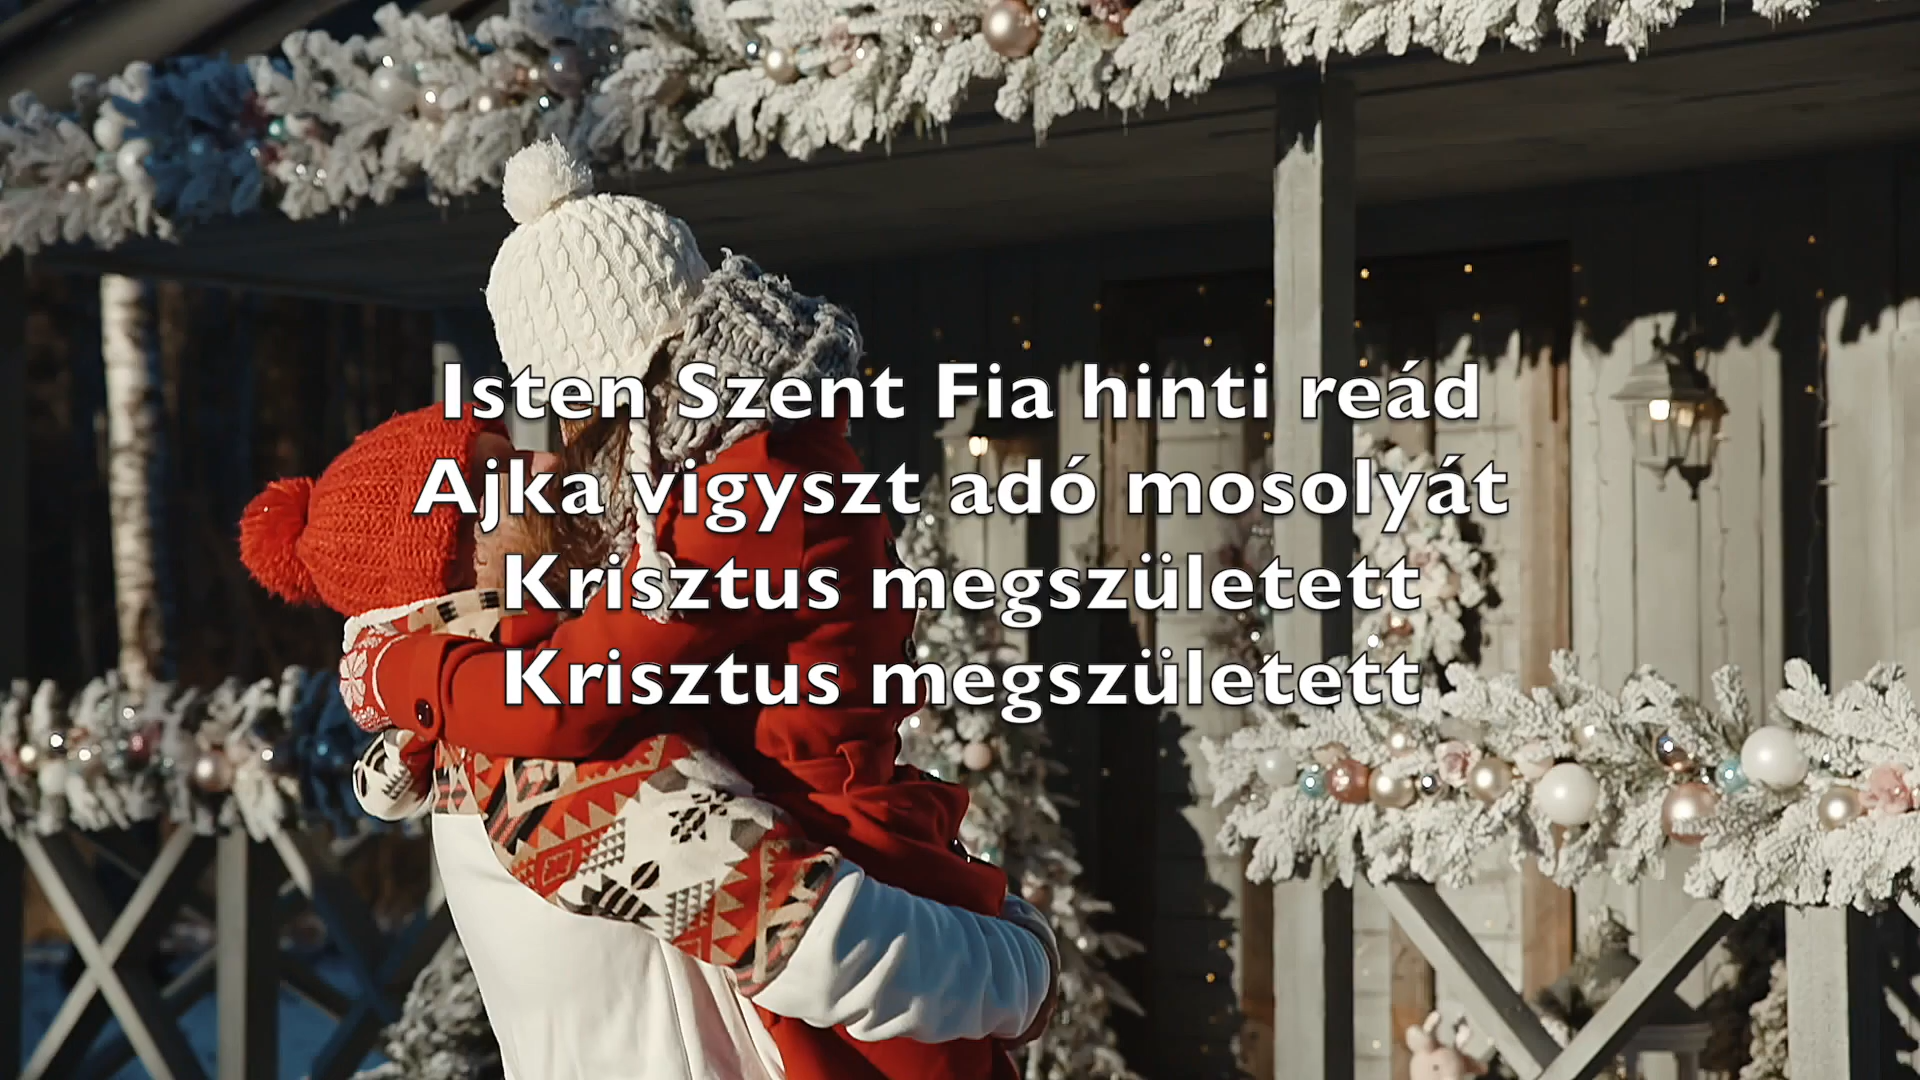 Isten Szent Fia hinti reád
Ajka vigyszt adó mosolyát
Krisztus megszületett
Krisztus megszületett